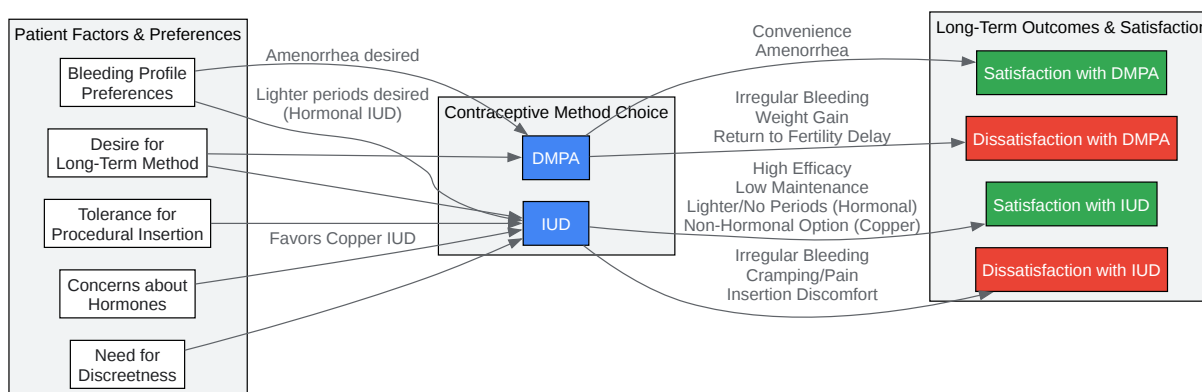 Patient Factors & Preferences
Bleeding Profile
Preferences
Desire for
Long-Term Method
Tolerance for
Procedural Insertion
Concerns about
Hormones
Need for
Discreetness
Amenorrhea desired
Lighter periods desired
(Hormonal IUD)
Favors Copper IUD
Contraceptive Method Choice
DMPA
IUD
Convenience
Amenorrhea
Irregular Bleeding
Weight Gain
Return to Fertility Delay
High Efficacy
Low Maintenance
Lighter/No Periods (Hormonal)
Non-Hormonal Option (Copper)
Irregular Bleeding
Cramping/Pain
Insertion Discomfort
Long-Term Outcomes & Satisfaction
Satisfaction with DMPA
Dissatisfaction with DMPA
Satisfaction with IUD
Dissatisfaction with IUD